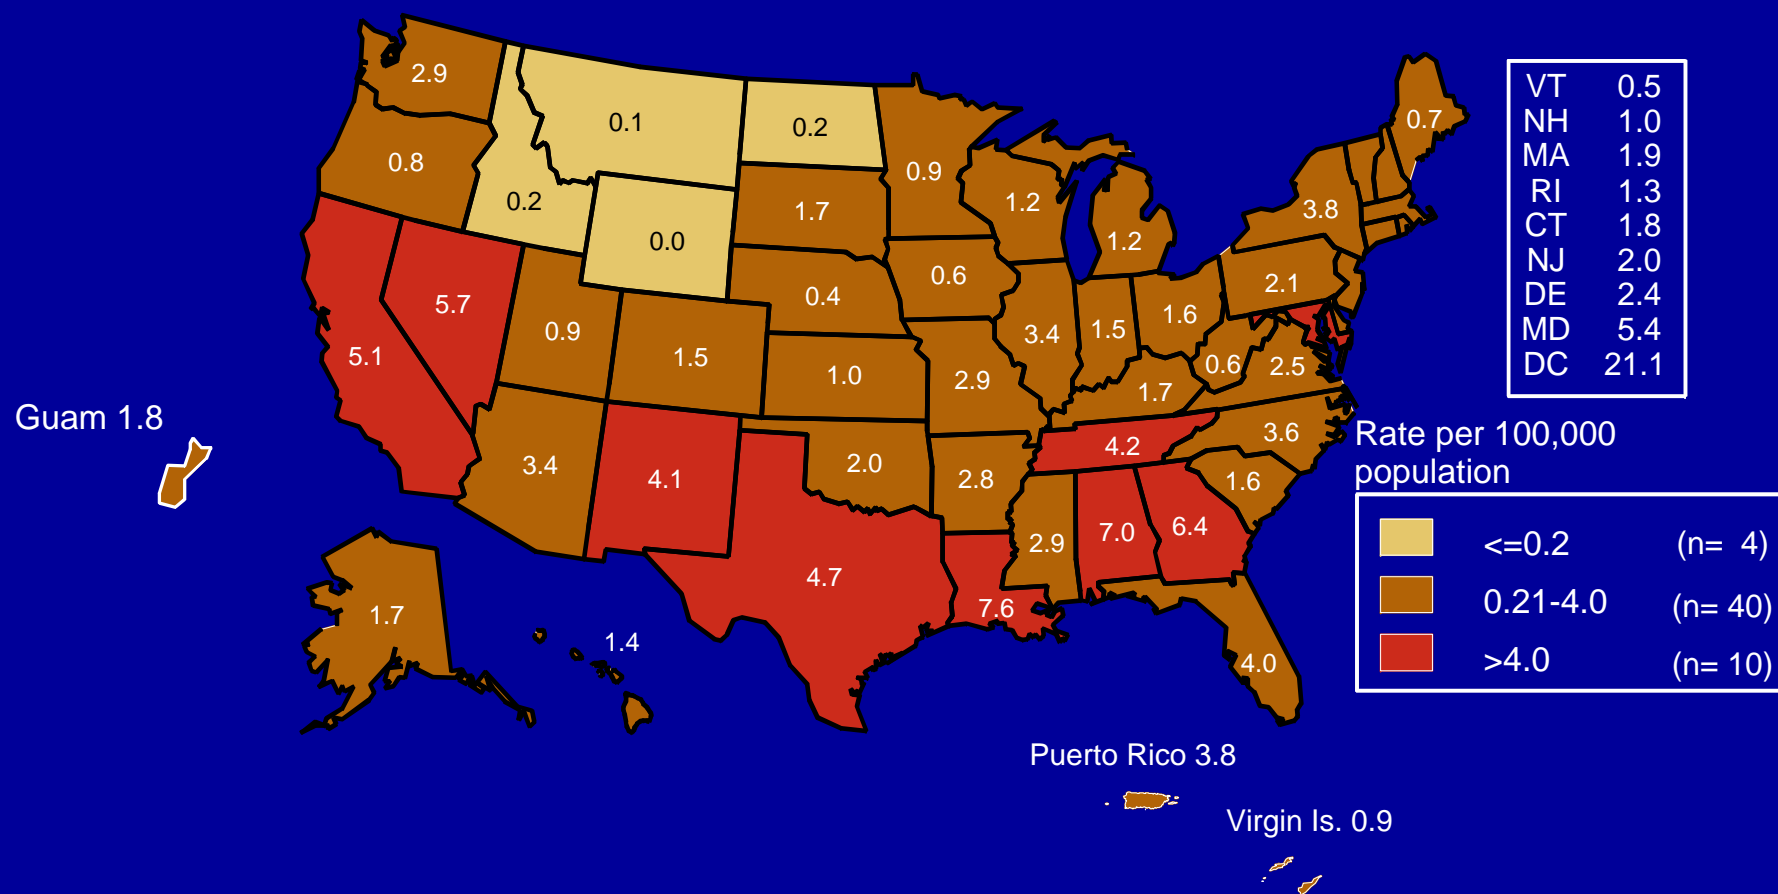 2.9
0.1
0.2
0.7
0.8
0.9
0.2
1.2
1.7
3.8
0.0
1.2
0.6
2.1
5.7
0.4
0.9
1.6
3.4
1.5
5.1
1.5
0.6
2.5
1.0
2.9
1.7
3.6
4.2
3.4
4.1
2.0
2.8
1.6
7.0
6.4
2.9
4.7
7.6
1.7
1.4
4.0
VT 0.5
NH 1.0
MA 1.9
RI 1.3
CT 1.8
NJ 2.0
DE 2.4
MD 5.4
DC 21.1
Guam 1.8
Rate per 100,000
population
<=0.2 (n= 4)
0.21-4.0 (n= 40)
>4.0 (n= 10)
Puerto Rico 3.8
Virgin Is. 0.9